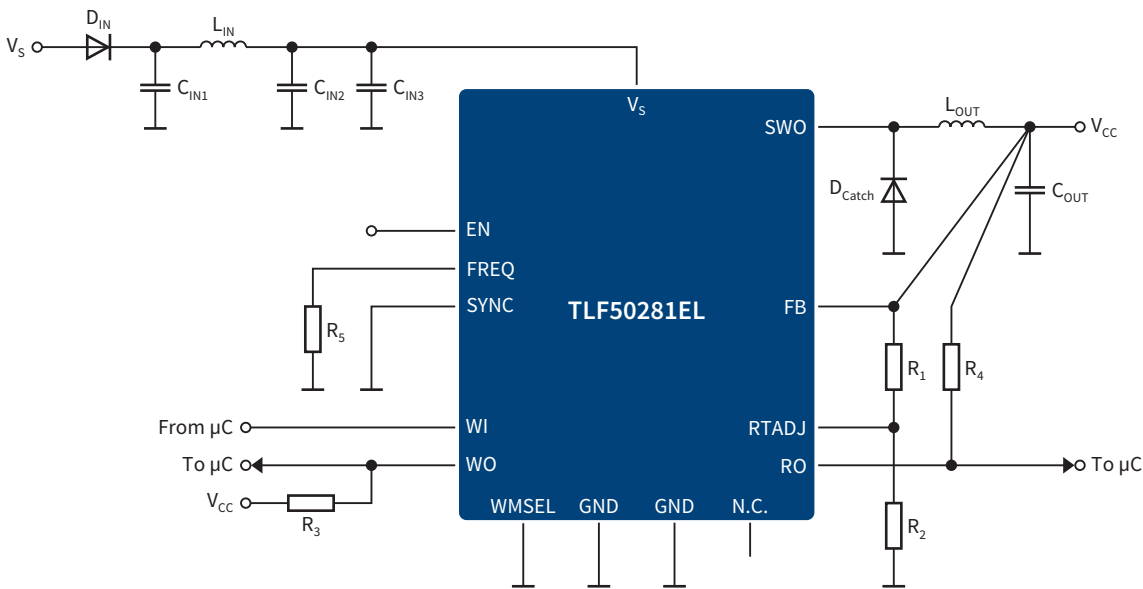 D_IN
L_IN
V_S
C_IN1
C_IN2
C_IN3
V_S
SWO
L_OUT
V_CC
D_Catch
C_OUT
EN
FREQ
SYNC
TLF50281EL
FB
R_5
R_1
R_4
From µC
WI
RTADJ
To µC
WO
RO
To µC
V_CC
R_3
WMSEL
GND
GND
N.C.
R_2